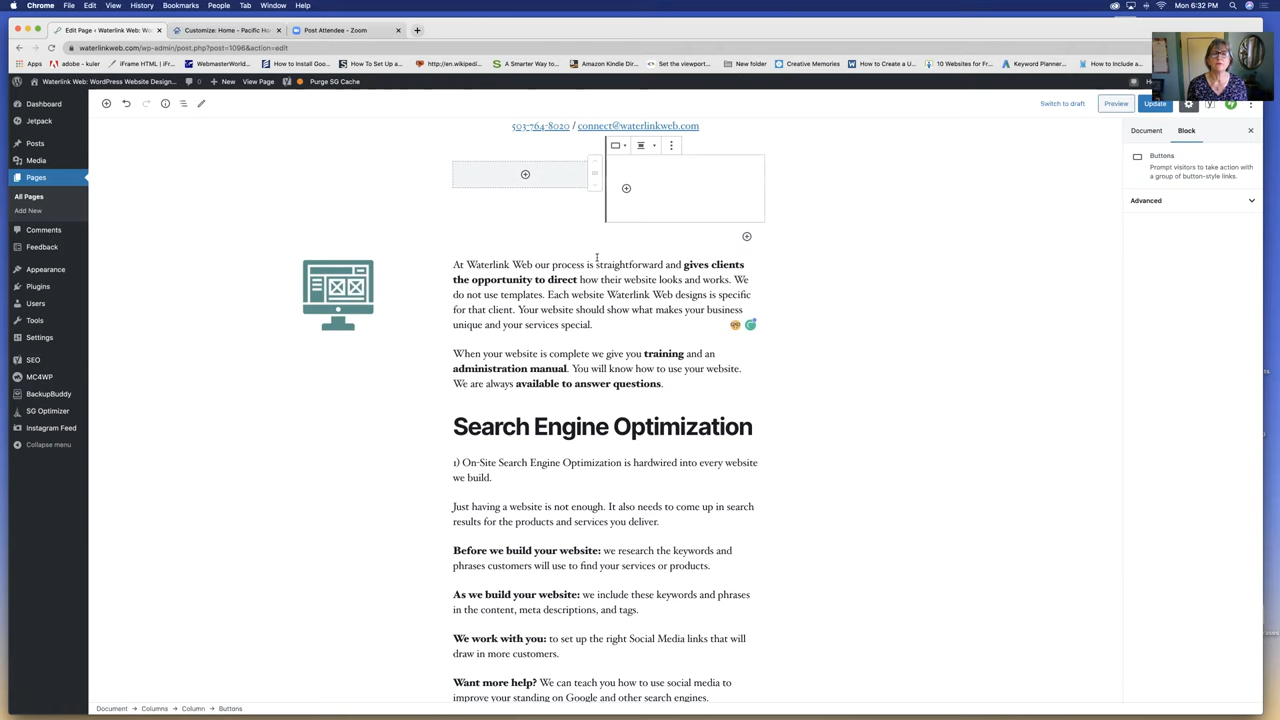 Chrome File Edit View History Bookmarks People Tab Window Help
Mon 6:32 PM
Edit Page ‹ Waterlink Web: Wo
Customize: Home - Pacific Ho
Post Attendee - Zoom
waterlinkweb.com/wp-admin/post.php?post=1096&action=edit
Apps adobe - kuler iFrame HTML | iFr... WebmasterWorld... How to Install Goo... http://en.wikipedi... A Smarter Way to... Amazon Kindle Dir... Set the viewport... New folder Creative Memories How to Create a U... 10 Websites for Fr... Keyword Planner... How to Include a
Waterlink Web: WordPress Website Design... 0 New View Page Purge SG Cache
Dashboard
Jetpack
Posts
Media
Pages
All Pages
Add New
Comments
Feedback
Appearance
Plugins
Users
Tools
Settings
SEO
MC4WP
BackupBuddy
SG Optimizer
Instagram Feed
Collapse menu
Switch to draft Preview Update
503-764-8020 / connect@waterlinkweb.com
At Waterlink Web our process is straightforward and gives clients
the opportunity to direct how their website looks and works. We
do not use templates. Each website Waterlink Web designs is specific
for that client. Your website should show what makes your business
unique and your services special.
When your website is complete we give you training and an
administration manual. You will know how to use your website.
We are always available to answer questions.
Search Engine Optimization
1) On-Site Search Engine Optimization is hardwired into every website
we build.
Just having a website is not enough. It also needs to come up in search
results for the products and services you deliver.
Before we build your website: we research the keywords and
phrases customers will use to find your services or products.
As we build your website: we include these keywords and phrases
in the content, meta descriptions, and tags.
We work with you: to set up the right Social Media links that will
draw in more customers.
Want more help? We can teach you how to use social media to
improve your standing on Google and other search engines.
Document Block
Buttons
Prompt visitors to take action with
a group of button-style links.
Advanced
Document → Columns → Column → Buttons